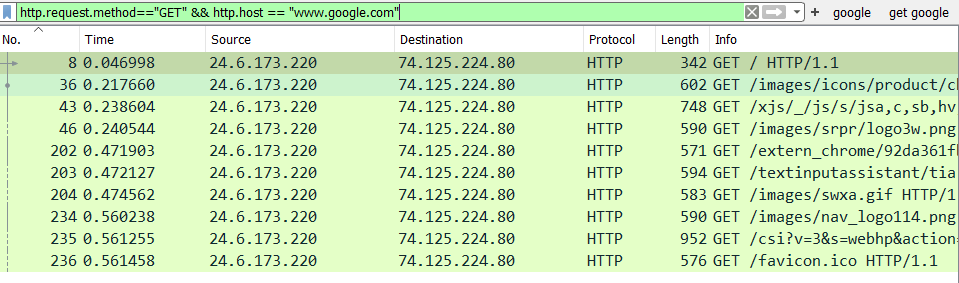 http.request.method=="GET" && http.host == "www.google.com" + google get google
No. Time Source Destination Protocol Length Info
8 0.046998 24.6.173.220 74.125.224.80 HTTP 342 GET / HTTP/1.1
36 0.217660 24.6.173.220 74.125.224.80 HTTP 602 GET /images/icons/product/ch
43 0.238604 24.6.173.220 74.125.224.80 HTTP 748 GET /xjs/_/js/s/jsa,c,sb,hv
46 0.240544 24.6.173.220 74.125.224.80 HTTP 590 GET /images/srpr/logo3w.png
202 0.471903 24.6.173.220 74.125.224.80 HTTP 571 GET /extern_chrome/92da361fb
203 0.472127 24.6.173.220 74.125.224.80 HTTP 594 GET /textinputassistant/tia
204 0.474562 24.6.173.220 74.125.224.80 HTTP 583 GET /images/swxa.gif HTTP/1
234 0.560238 24.6.173.220 74.125.224.80 HTTP 590 GET /images/nav_logo114.png
235 0.561255 24.6.173.220 74.125.224.80 HTTP 952 GET /csi?v=3&s=webhp&action=
236 0.561458 24.6.173.220 74.125.224.80 HTTP 576 GET /favicon.ico HTTP/1.1